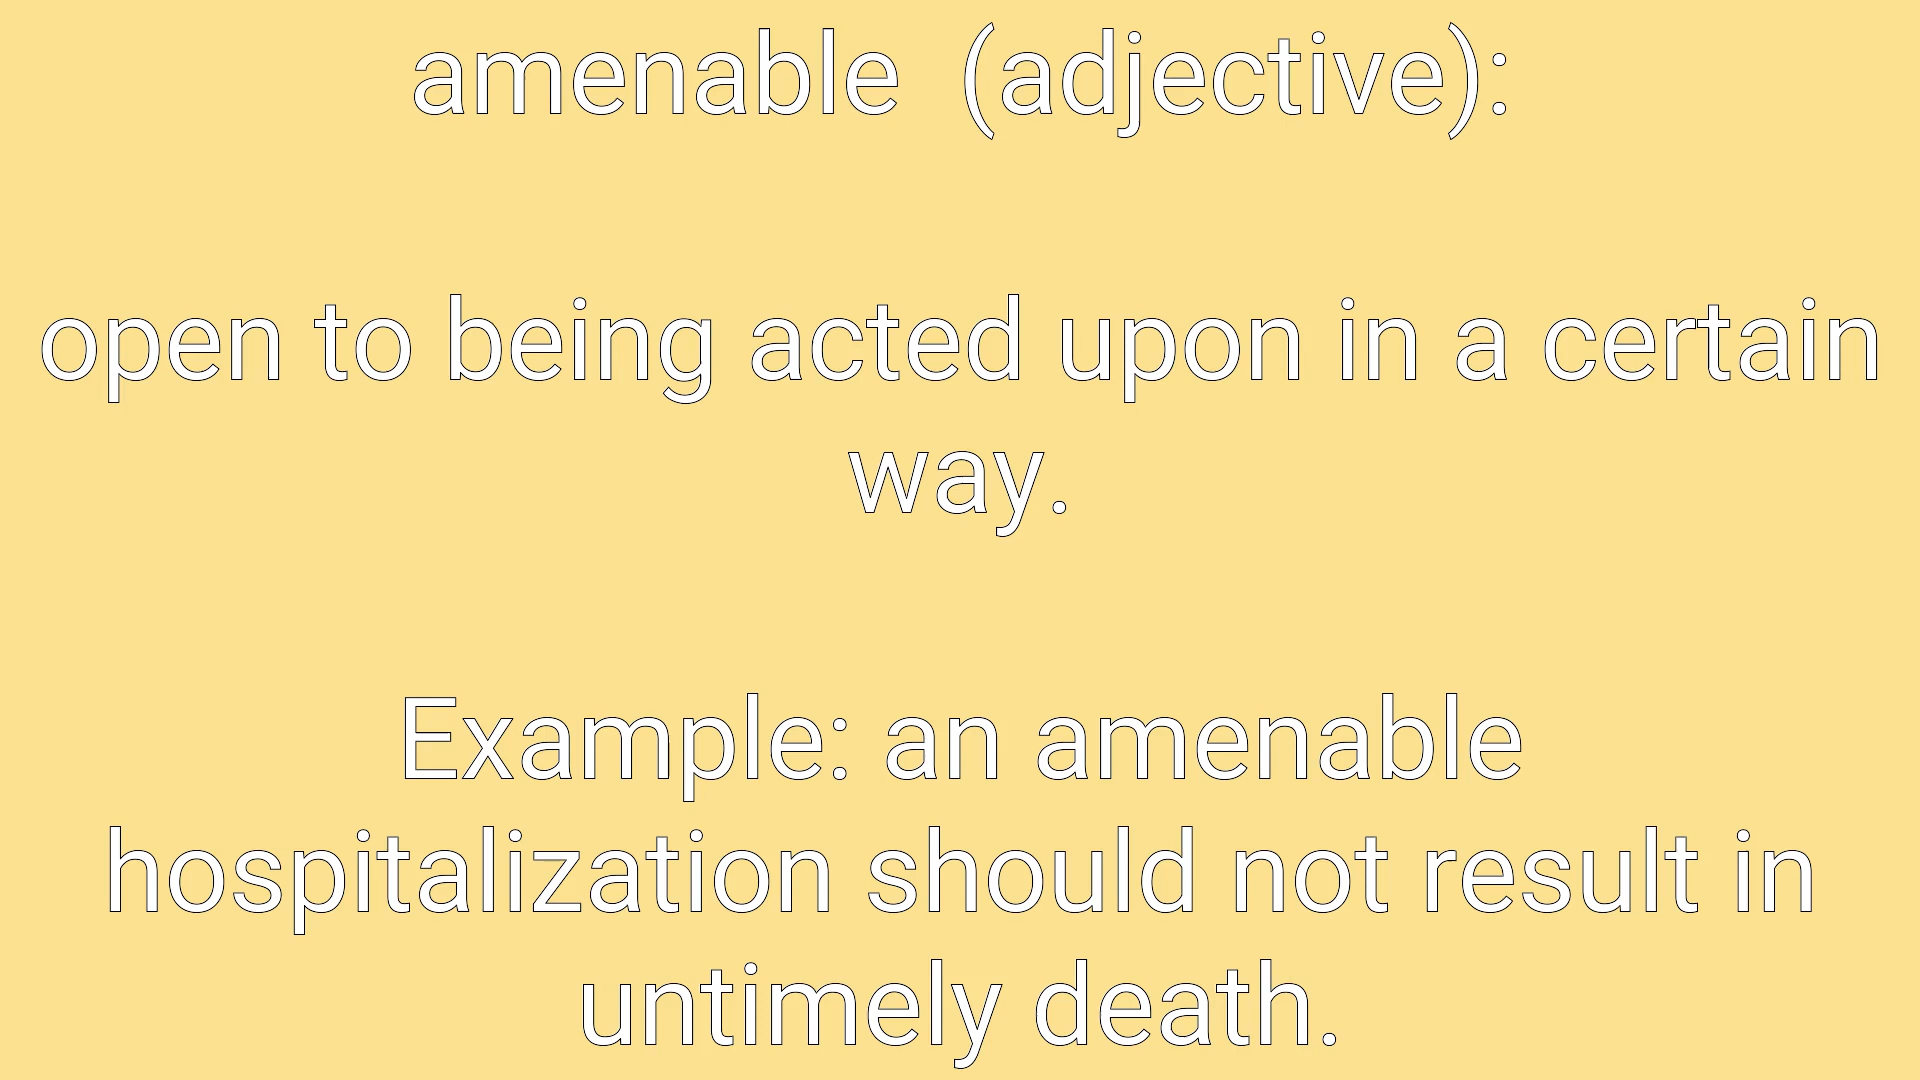 amenable  (adjective):
open to being acted upon in a certain
way.
Example: an amenable
hospitalization should not result in
untimely death.